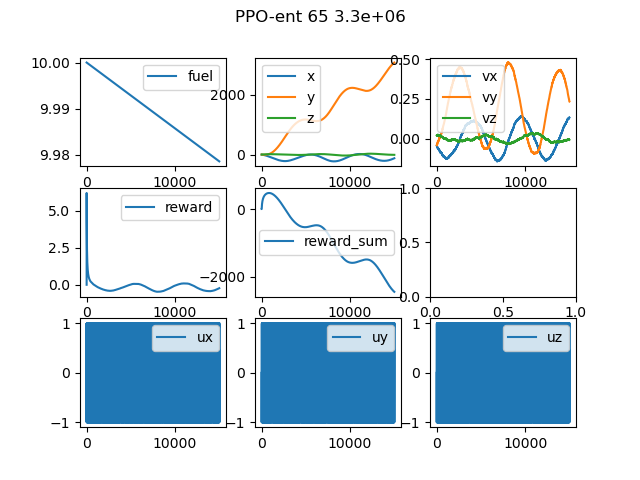 PPO-ent 65 3.3e+06
10.00
9.99
9.98
fuel
0 10000
2000
0
x
y
z
0 10000
0.50
0.25
0.00
vx
vy
vz
0 10000
5.0
2.5
0.0
reward
0 10000
0
−2000
reward_sum
0 10000
1.0
0.5
0.0
0.0 0.5 1.0
1
0
−1
ux
0 10000
1
0
−1
uy
0 10000
1
0
−1
uz
0 10000